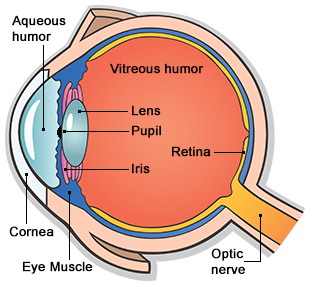 Aqueous
humor
Vitreous humor
Lens
Pupil
Retina
Iris
Cornea
Eye Muscle
Optic
nerve